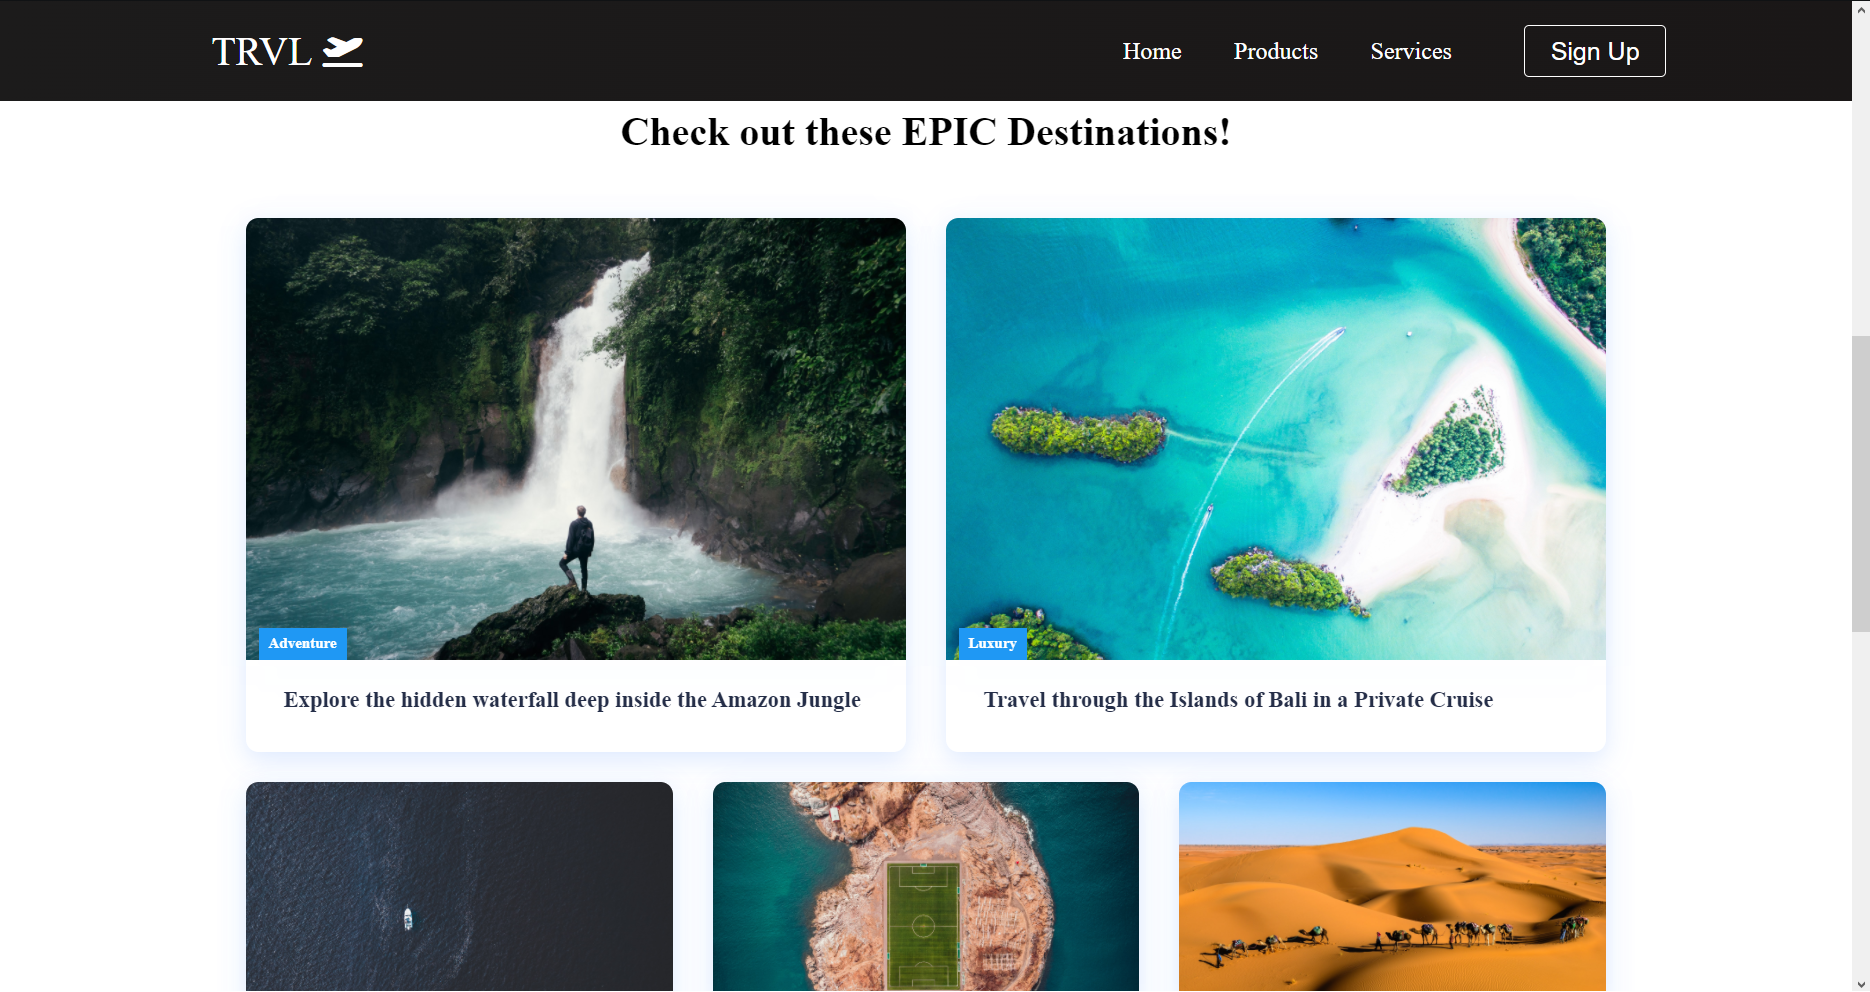 TRVL
Home
Products
Services
Sign Up
Check out these EPIC Destinations!
Adventure
Luxury
Explore the hidden waterfall deep inside the Amazon Jungle
Travel through the Islands of Bali in a Private Cruise